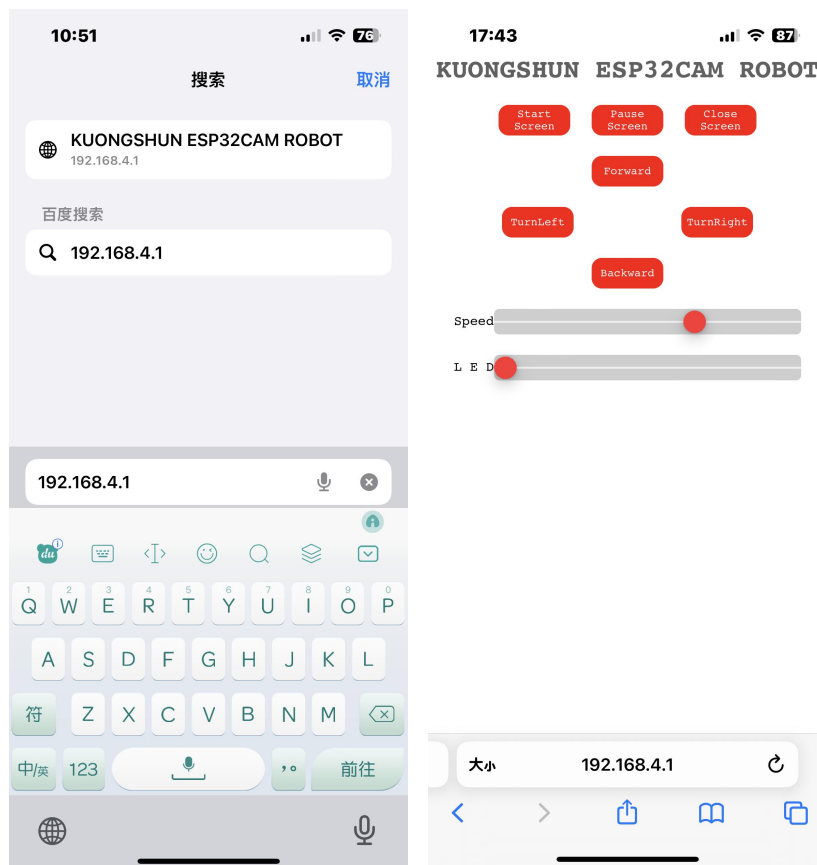 10:51
76
搜索
取消
KUONGSHUN ESP32CAM ROBOT
192.168.4.1
百度搜索
192.168.4.1
192.168.4.1
du
i
1 2 3 4 5 6 7 8 9 0
Q W E R T Y U I O P
A S D F G H J K L
符 Z X C V B N M
中/英 123 ,。 前往
17:43
87
KUONGSHUN ESP32CAM ROBOT
Start Screen
Pause Screen
Close Screen
Forward
TurnLeft
TurnRight
Backward
Speed
L E D
大小
192.168.4.1